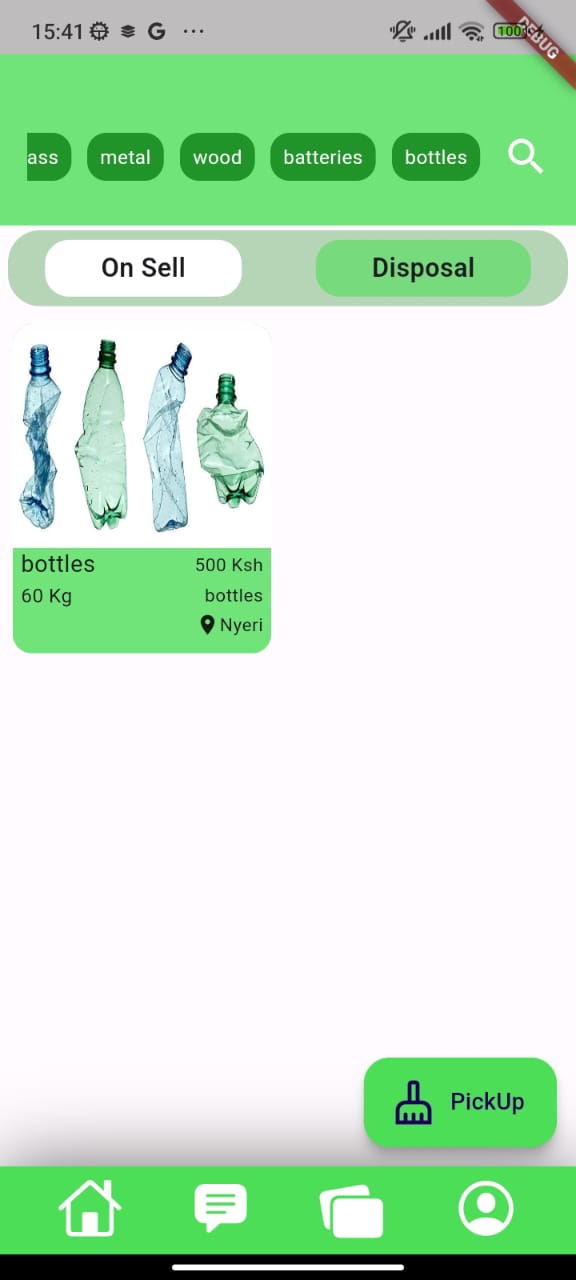 15:41 G ...
100
DEBUG
ass metal wood batteries bottles
On Sell Disposal
bottles 500 Ksh
60 Kg bottles
Nyeri
PickUp